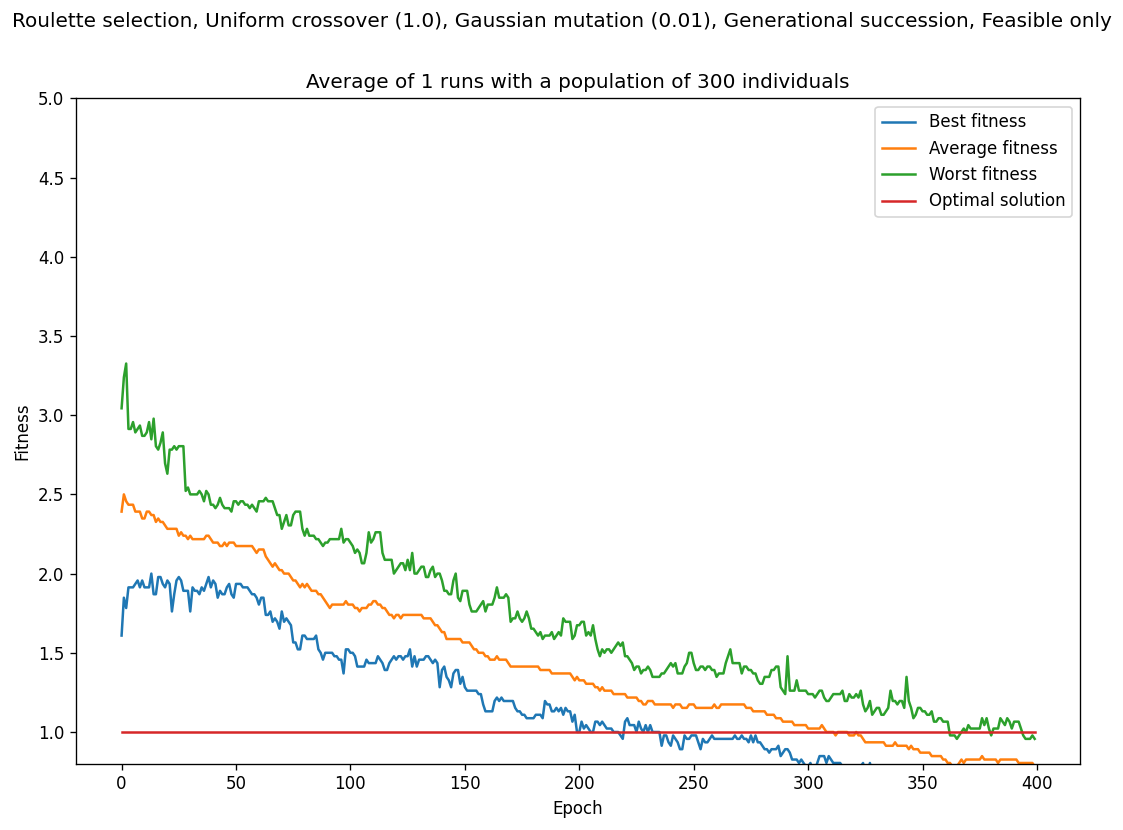 Roulette selection, Uniform crossover (1.0), Gaussian mutation (0.01), Generational succession, Feasible only
Average of 1 runs with a population of 300 individuals
Best fitness
Average fitness
Worst fitness
Optimal solution
5.0
4.5
4.0
3.5
3.0
2.5
2.0
1.5
1.0
Fitness
0
50
100
150
200
250
300
350
400
Epoch